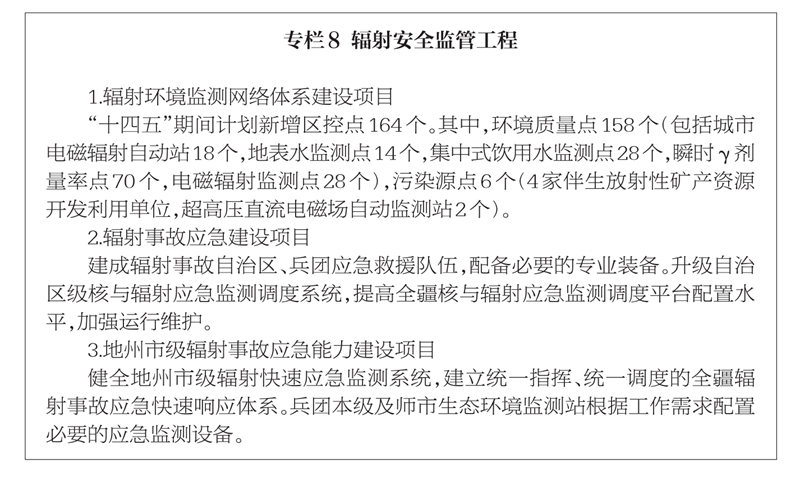 专栏8 辐射安全监管工程
1.辐射环境监测网络体系建设项目
“十四五”期间计划新增区控点164个。其中，环境质量点158个（包括城市
电磁辐射自动站18个，地表水监测点14个，集中式饮用水监测点28个，瞬时γ剂
量率点70个，电磁辐射监测点28个），污染源点6个（4家伴生放射性矿产资源
开发利用单位，超高压直流电磁场自动监测站2个）。
2.辐射事故应急建设项目
建成辐射事故自治区、兵团应急救援队伍，配备必要的专业装备。升级自治
区级核与辐射应急监测调度系统，提高全疆核与辐射应急监测调度平台配置水
平，加强运行维护。
3.地州市级辐射事故应急能力建设项目
健全地州市级辐射快速应急监测系统，建立统一指挥、统一调度的全疆辐
射事故应急快速响应体系。兵团本级及师市生态环境监测站根据工作需求配置
必要的应急监测设备。